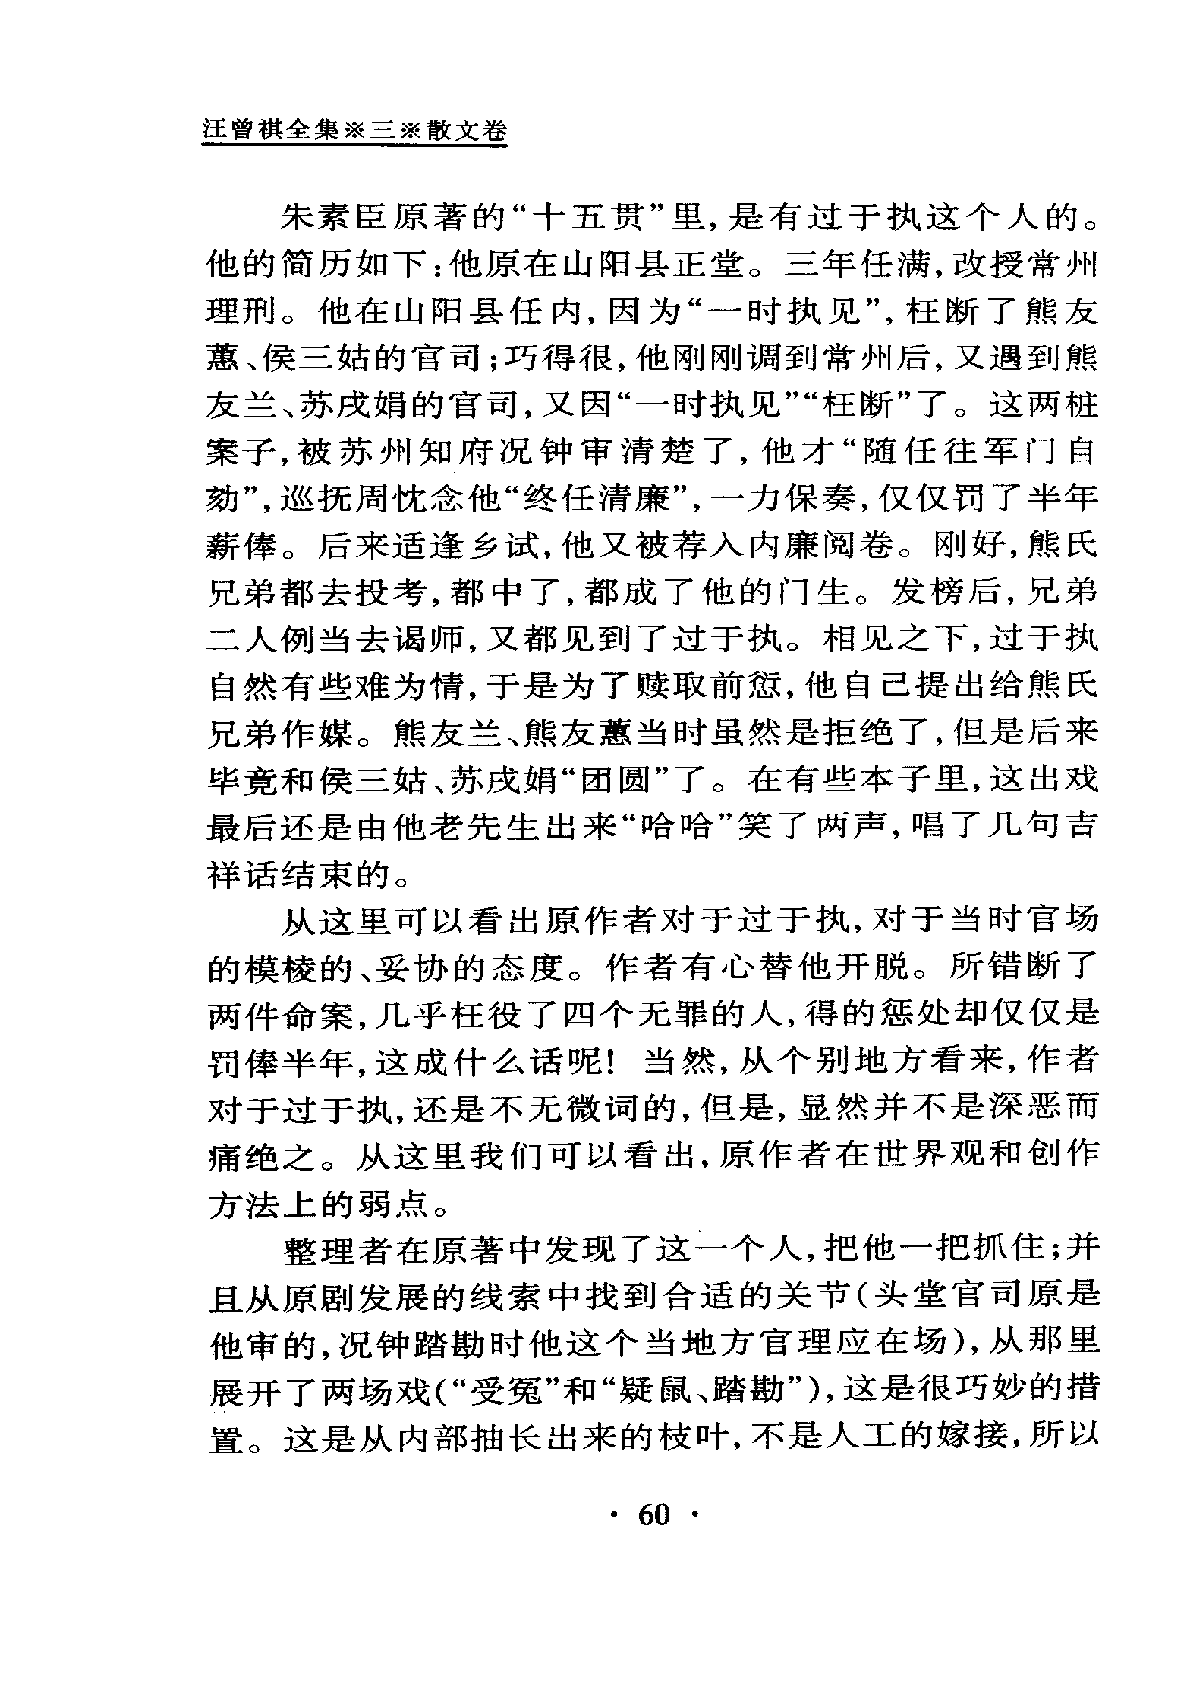 汪曾祺全集※三※散文卷
朱素臣原著的“十五贯”里,是有过于执这个人的。
他的简历如下:他原在山阳县正堂。三年任满,改授常州
理刑。他在山阳县任内,因为“一时执见”,枉断了熊友
蕙、侯三姑的官司;巧得很,他刚刚调到常州后,又遇到熊
友兰、苏戌娟的官司,又因“一时执见”“枉断”了。这两桩
案子,被苏州知府况钟审清楚了,他才“随任往军门自
劾”,巡抚周忱念他“终任清廉”,一力保奏,仅仅罚了半年
薪俸。后来适逢乡试,他又被荐入内廉阅卷。刚好,熊氏
兄弟都去投考,都中了,都成了他的门生。发榜后,兄弟
二人例当去谒师,又都见到了过于执。相见之下,过于执
自然有些难为情,于是为了赎取前愆,他自己提出给熊氏
兄弟作媒。熊友兰、熊友蕙当时虽然是拒绝了,但是后来
毕竟和侯三姑、苏戌娟“团圆”了。在有些本子里,这出戏
最后还是由他老先生出来“哈哈”笑了两声,唱了几句吉
祥话结束的。
从这里可以看出原作者对于过于执,对于当时官场
的模棱的、妥协的态度。作者有心替他开脱。所错断了
两件命案,几乎枉役了四个无罪的人,得的惩处却仅仅是
罚俸半年,这成什么话呢!当然,从个别地方看来,作者
对于过于执,还是不无微词的,但是,显然并不是深恶而
痛绝之。从这里我们可以看出,原作者在世界观和创作
方法上的弱点。
整理者在原著中发现了这一个人,把他一把抓住;并
且从原剧发展的线索中找到合适的关节(头堂官司原是
他审的,况钟踏勘时他这个当地方官理应在场),从那里
展开了两场戏(“受冤”和“疑鼠、踏勘”),这是很巧妙的措
置。这是从内部抽长出来的枝叶,不是人工的嫁接,所以
· 60 ·